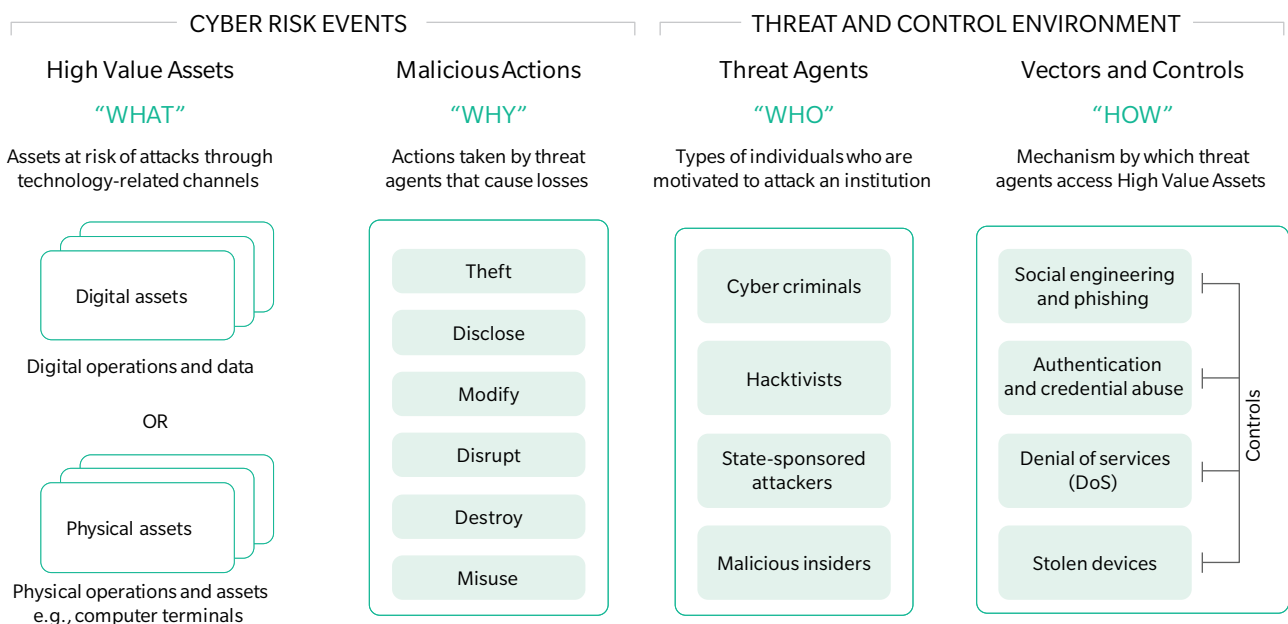 CYBER RISK EVENTS
THREAT AND CONTROL ENVIRONMENT
High Value Assets
“WHAT”
Assets at risk of attacks through
technology-related channels
Digital assets
Digital operations and data
OR
Physical assets
Physical operations and assets
e.g., computer terminals
Malicious Actions
“WHY”
Actions taken by threat
agents that cause losses
Theft
Disclose
Modify
Disrupt
Destroy
Misuse
Threat Agents
“WHO”
Types of individuals who are
motivated to attack an institution
Cyber criminals
Hacktivists
State-sponsored
attackers
Malicious insiders
Vectors and Controls
“HOW”
Mechanism by which threat
agents access High Value Assets
Social engineering
and phishing
Authentication
and credential abuse
Denial of services
(DoS)
Stolen devices
Controls